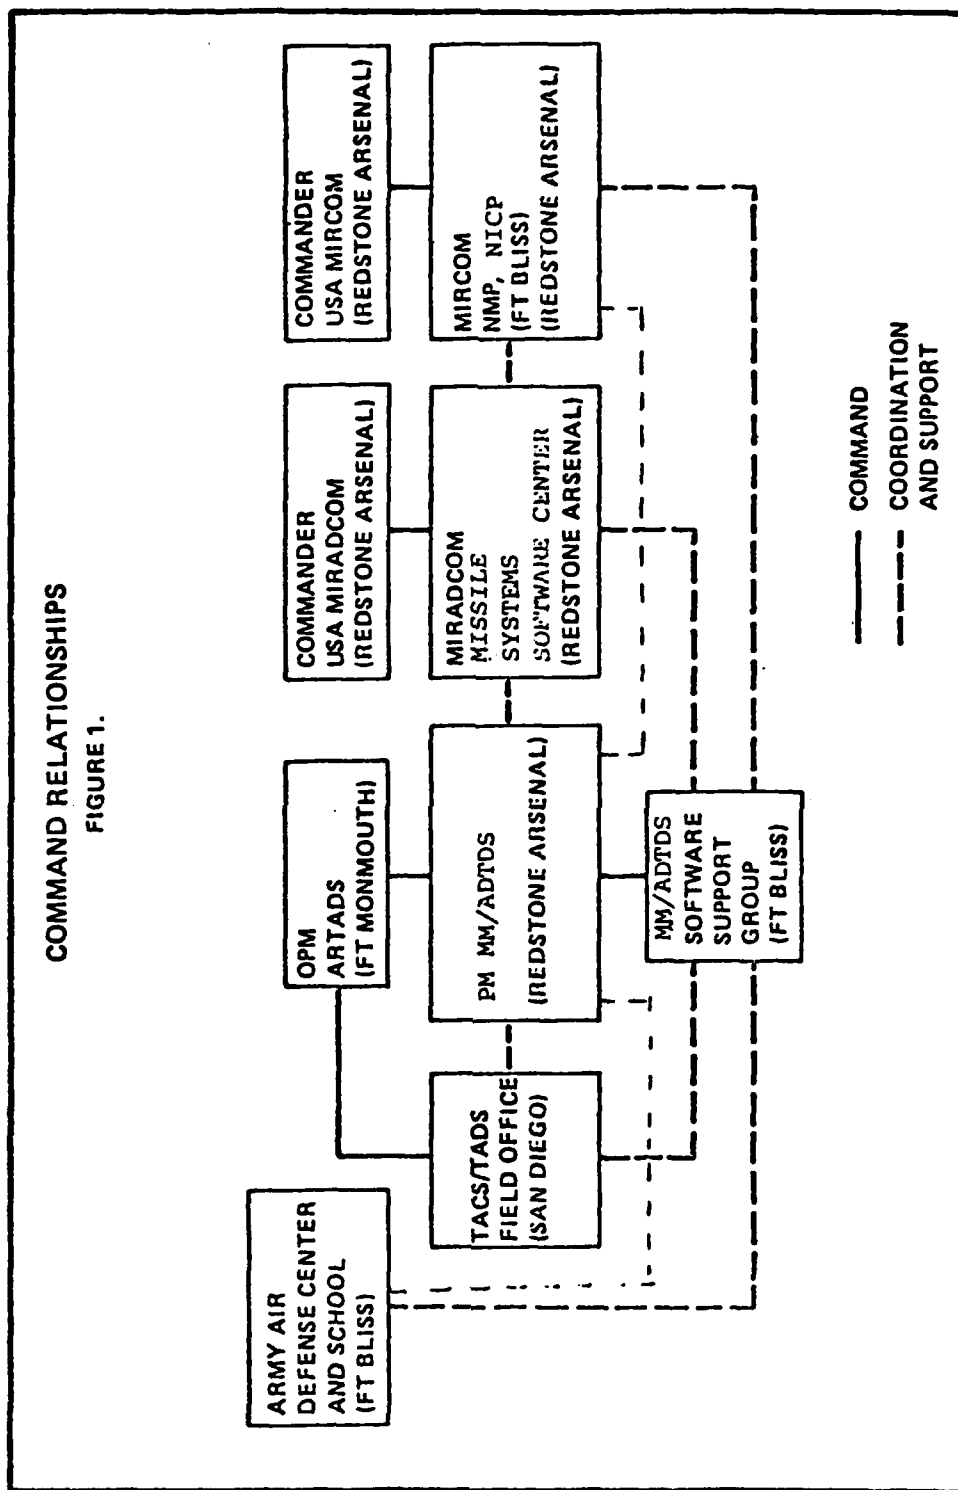 COMMAND RELATIONSHIPS
FIGURE 1.
ARMY AIR
DEFENSE CENTER
AND SCHOOL
(FT BLISS)
OPM
ARTADS
(FT MONMOUTH)
COMMANDER
USA MIRADCOM
(REDSTONE ARSENAL)
COMMANDER
USA MIRCOM
(REDSTONE ARSENAL)
TACS/TADS
FIELD OFFICE
(SAN DIEGO)
PM MM/ADTDS
(REDSTONE ARSENAL)
MIRADCOM
MISSILE
SYSTEMS
SOFTWARE CENTER
(REDSTONE ARSENAL)
MIRCOM
NMP, NICP
(FT BLISS)
(REDSTONE ARSENAL)
MM/ADTDS
SOFTWARE
SUPPORT
GROUP
(FT BLISS)
COMMAND
COORDINATION
AND SUPPORT